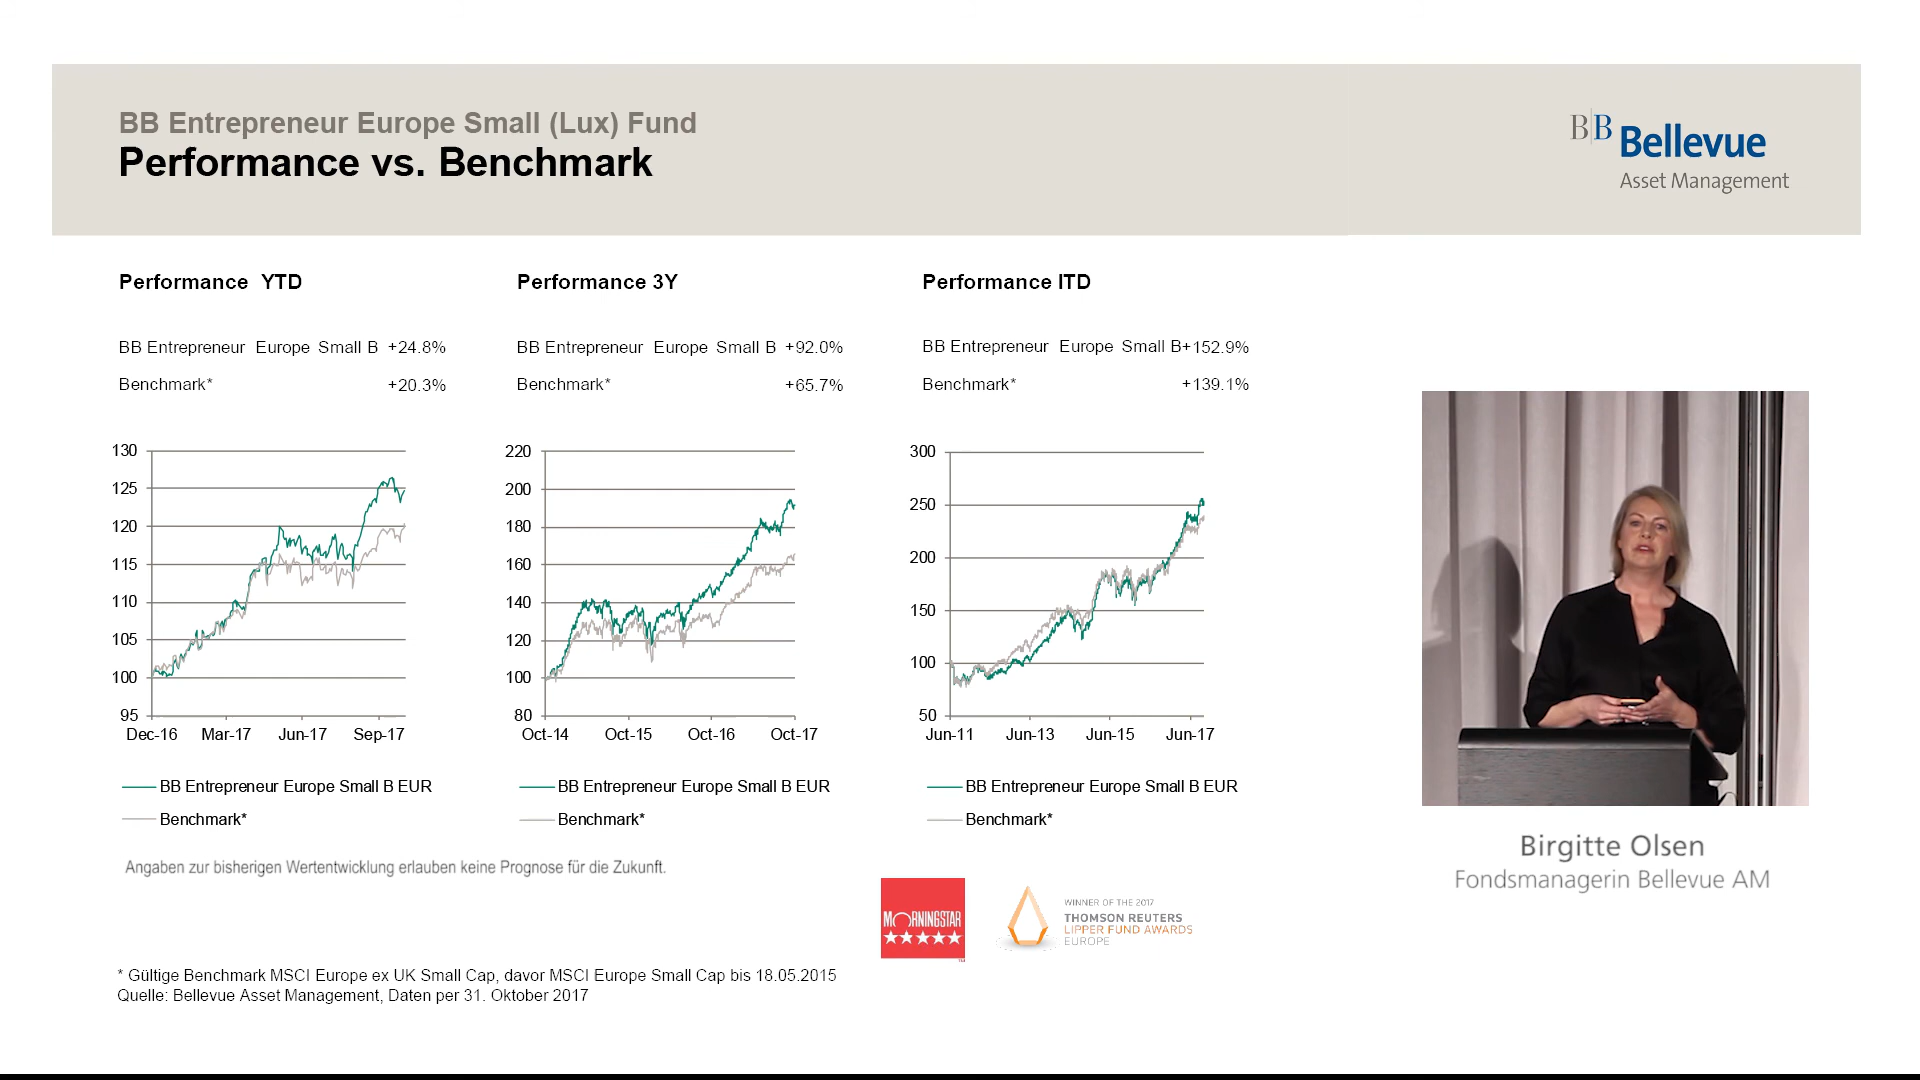 BB Entrepreneur Europe Small (Lux) Fund
Performance vs. Benchmark
B|B Bellevue
Asset Management
Performance YTD
BB Entrepreneur Europe Small B +24.8%
Benchmark* +20.3%
130
125
120
115
110
105
100
95
Dec-16 Mar-17 Jun-17 Sep-17
BB Entrepreneur Europe Small B EUR
Benchmark*
Performance 3Y
BB Entrepreneur Europe Small B +92.0%
Benchmark* +65.7%
220
200
180
160
140
120
100
80
Oct-14 Oct-15 Oct-16 Oct-17
BB Entrepreneur Europe Small B EUR
Benchmark*
Performance ITD
BB Entrepreneur Europe Small B+152.9%
Benchmark* +139.1%
300
250
200
150
100
50
Jun-11 Jun-13 Jun-15 Jun-17
BB Entrepreneur Europe Small B EUR
Benchmark*
Birgitte Olsen
Fondsmanagerin Bellevue AM
Angaben zur bisherigen Wertentwicklung erlauben keine Prognose für die Zukunft.
MORNINGSTAR
WINNER OF THE 2017
THOMSON REUTERS
LIPPER FUND AWARDS
EUROPE
* Gültige Benchmark MSCI Europe ex UK Small Cap, davor MSCI Europe Small Cap bis 18.05.2015
Quelle: Bellevue Asset Management, Daten per 31. Oktober 2017